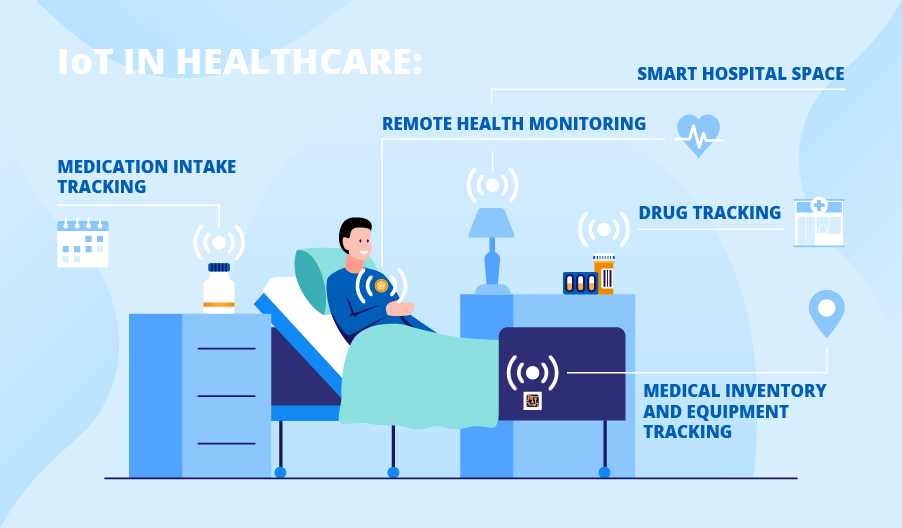 IoT IN HEALTHCARE:
SMART HOSPITAL SPACE
REMOTE HEALTH MONITORING
MEDICATION INTAKE
TRACKING
DRUG TRACKING
MEDICAL INVENTORY
AND EQUIPMENT
TRACKING